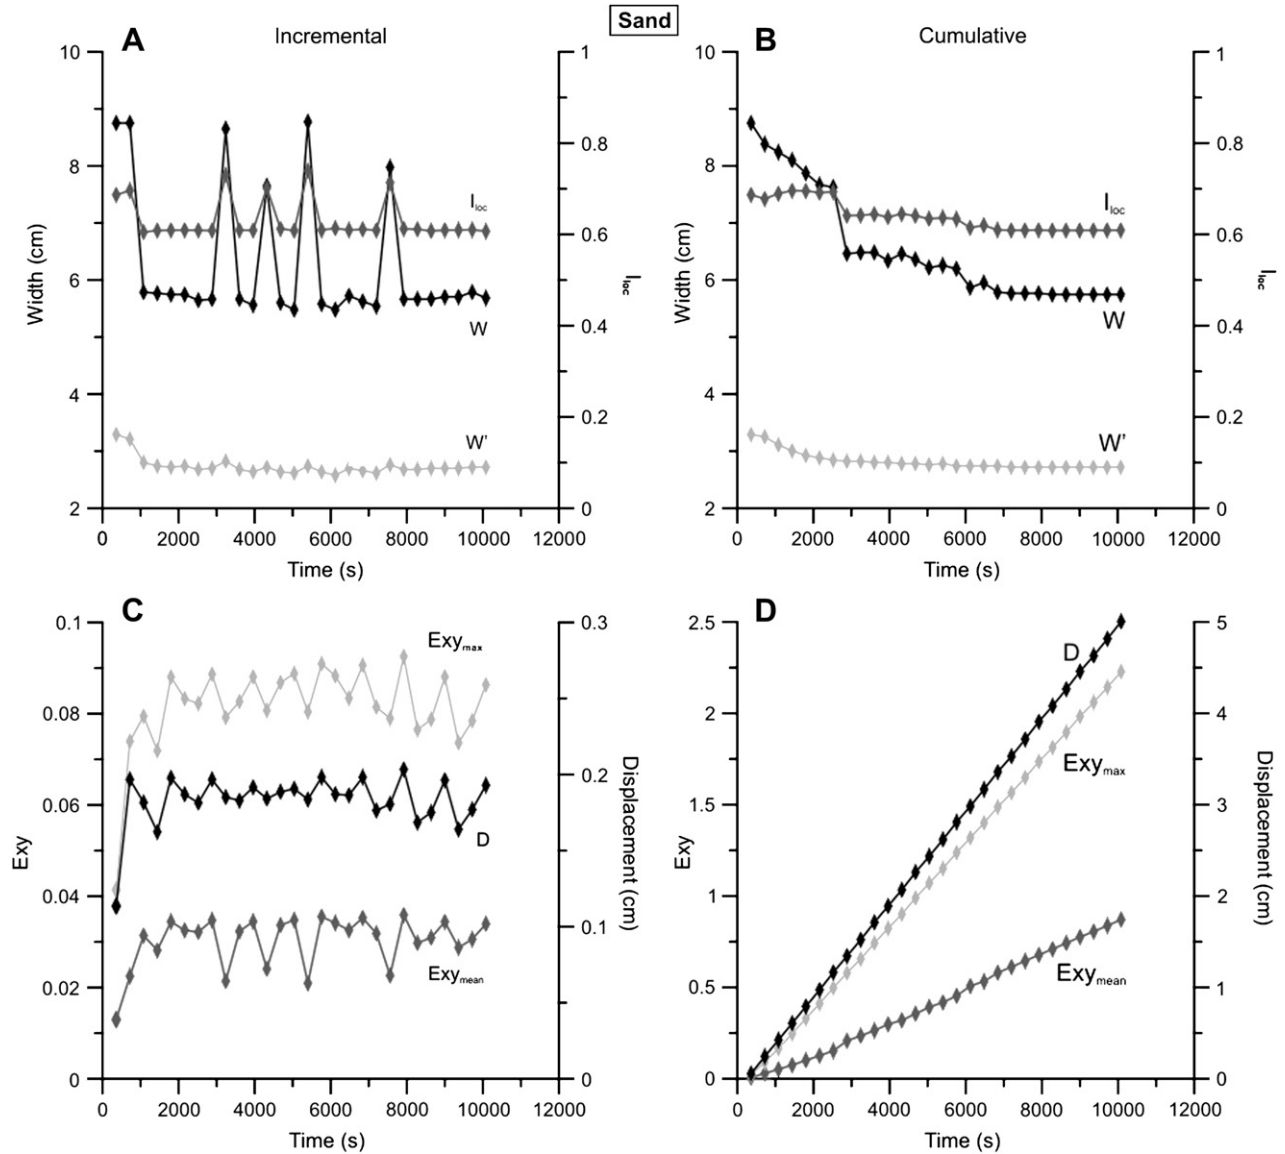 Sand
A Incremental
10
8
6
4
2
Width (cm)
1
0.8
0.6
0.4
0.2
0
Iloc
Iloc
W
W'
0 2000 4000 6000 8000 10000 12000
Time (s)
B Cumulative
10
8
6
4
2
Width (cm)
1
0.8
0.6
0.4
0.2
0
Iloc
Iloc
W
W'
0 2000 4000 6000 8000 10000 12000
Time (s)
C
0.1
0.08
0.06
0.04
0.02
0
Exy
0.3
0.2
0.1
0
Displacement (cm)
Exymax
D
Exymean
0 2000 4000 6000 8000 10000 12000
Time (s)
D
2.5
2
1.5
1
0.5
0
Exy
5
4
3
2
1
0
Displacement (cm)
D
Exymax
Exymean
0 2000 4000 6000 8000 10000 12000
Time (s)